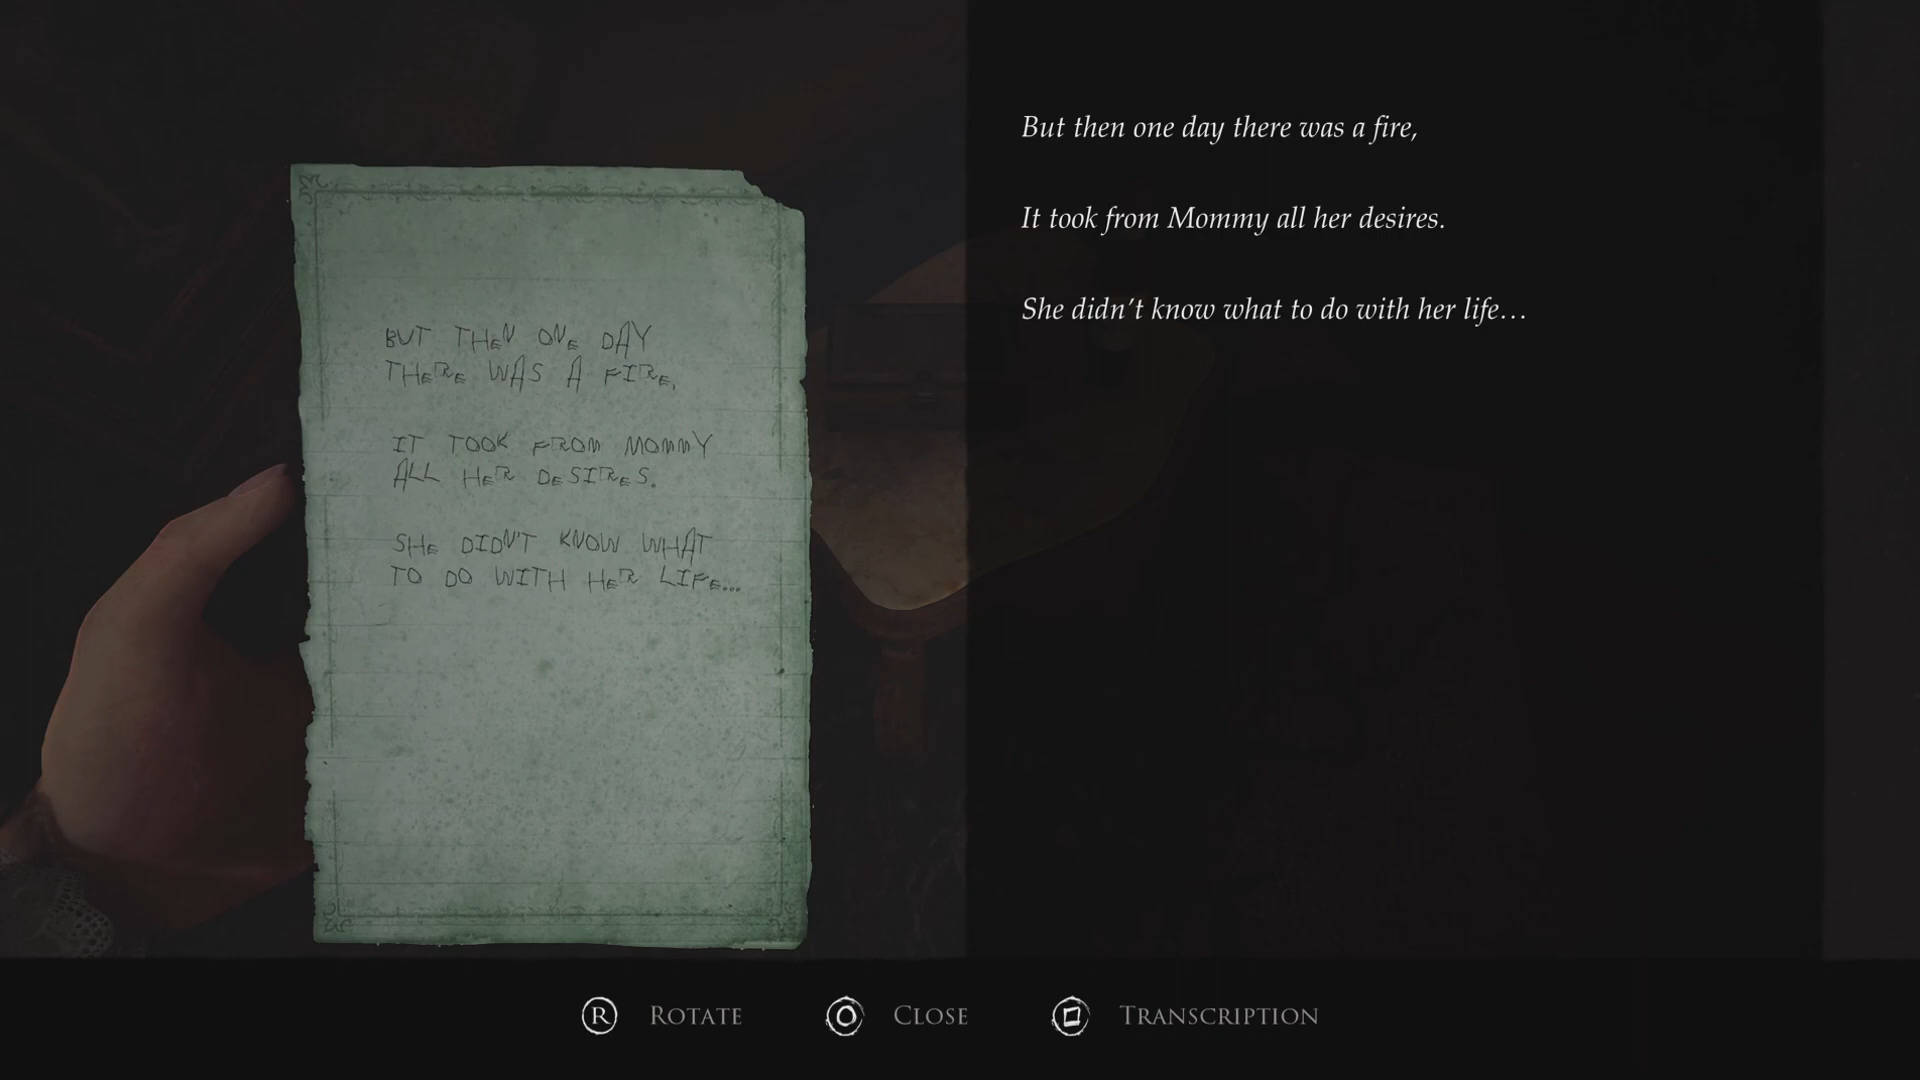 BUT THEN ONE DAY
THERE WAS A FIRE,
IT TOOK FROM MOMMY
ALL HER DESIRES.
SHE DIDN'T KNOW WHAT
TO DO WITH HER LIFE...
But then one day there was a fire,
It took from Mommy all her desires.
She didn't know what to do with her life…
R ROTATE CLOSE TRANSCRIPTION